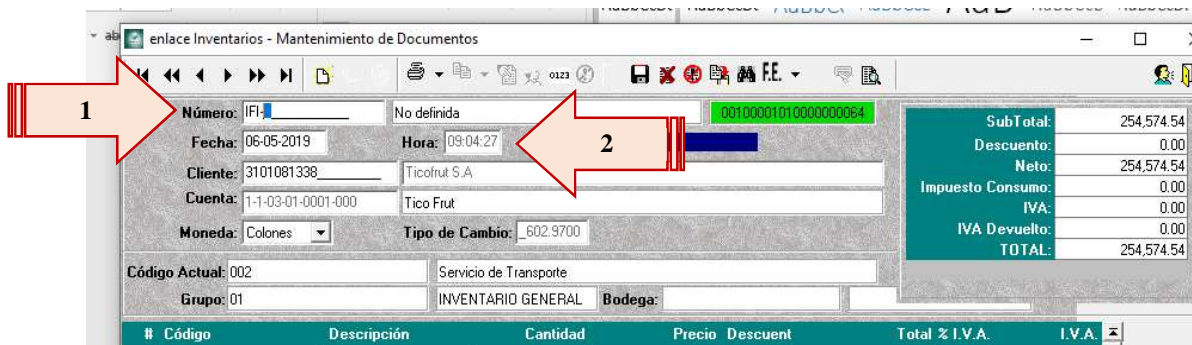 enlace Inventarios - Mantenimiento de Documentos
0123
F.E.
1
Número: IFI- No definida 00100001010000000064
Fecha: 06-05-2019 Hora: 09:04:27
2
Cliente: 3101081338 Ticofrut S.A
Cuenta: 1-1-03-01-0001-000 Tico Frut
Moneda: Colones Tipo de Cambio: _602.9700
SubTotal: 254,574.54
Descuento: 0.00
Neto: 254,574.54
Impuesto Consumo: 0.00
IVA: 0.00
IVA Devuelto: 0.00
TOTAL: 254,574.54
Código Actual: 002 Servicio de Transporte
Grupo: 01 INVENTARIO GENERAL Bodega:
# Código Descripción Cantidad Precio Descuent Total % I.V.A. I.V.A.